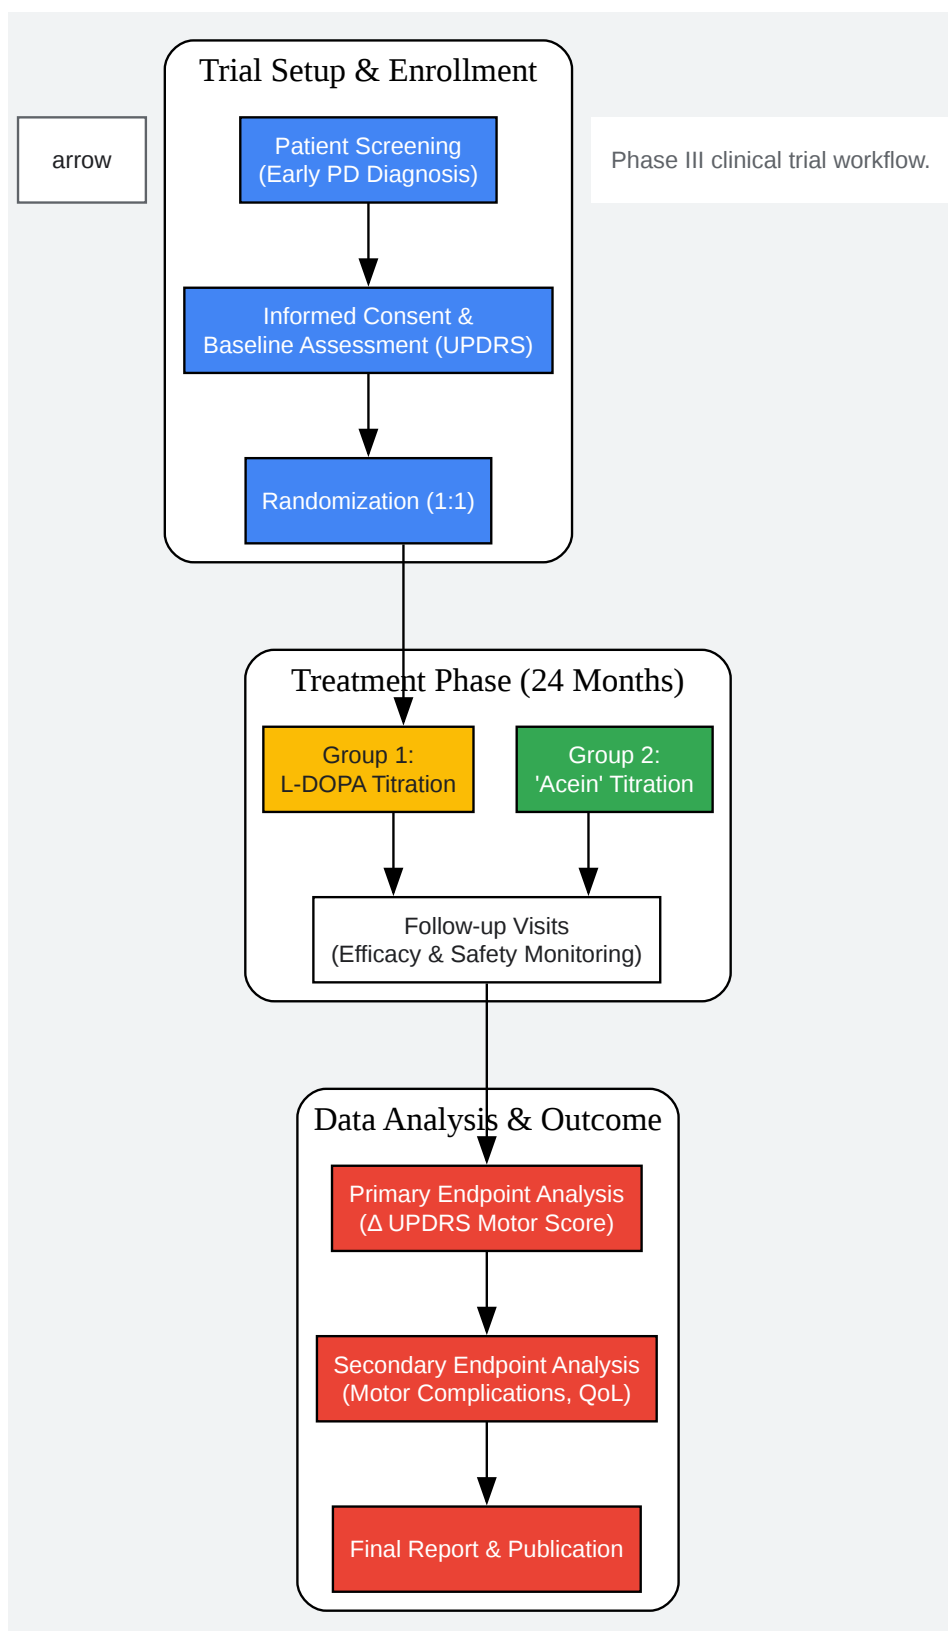 Trial Setup & Enrollment
arrow
Patient Screening
(Early PD Diagnosis)
Phase III clinical trial workflow.
Informed Consent &
Baseline Assessment (UPDRS)
Randomization (1:1)
Treatment Phase (24 Months)
Group 1:
L-DOPA Titration
Group 2:
'Acein' Titration
Follow-up Visits
(Efficacy & Safety Monitoring)
Data Analysis & Outcome
Primary Endpoint Analysis
(Δ UPDRS Motor Score)
Secondary Endpoint Analysis
(Motor Complications, QoL)
Final Report & Publication